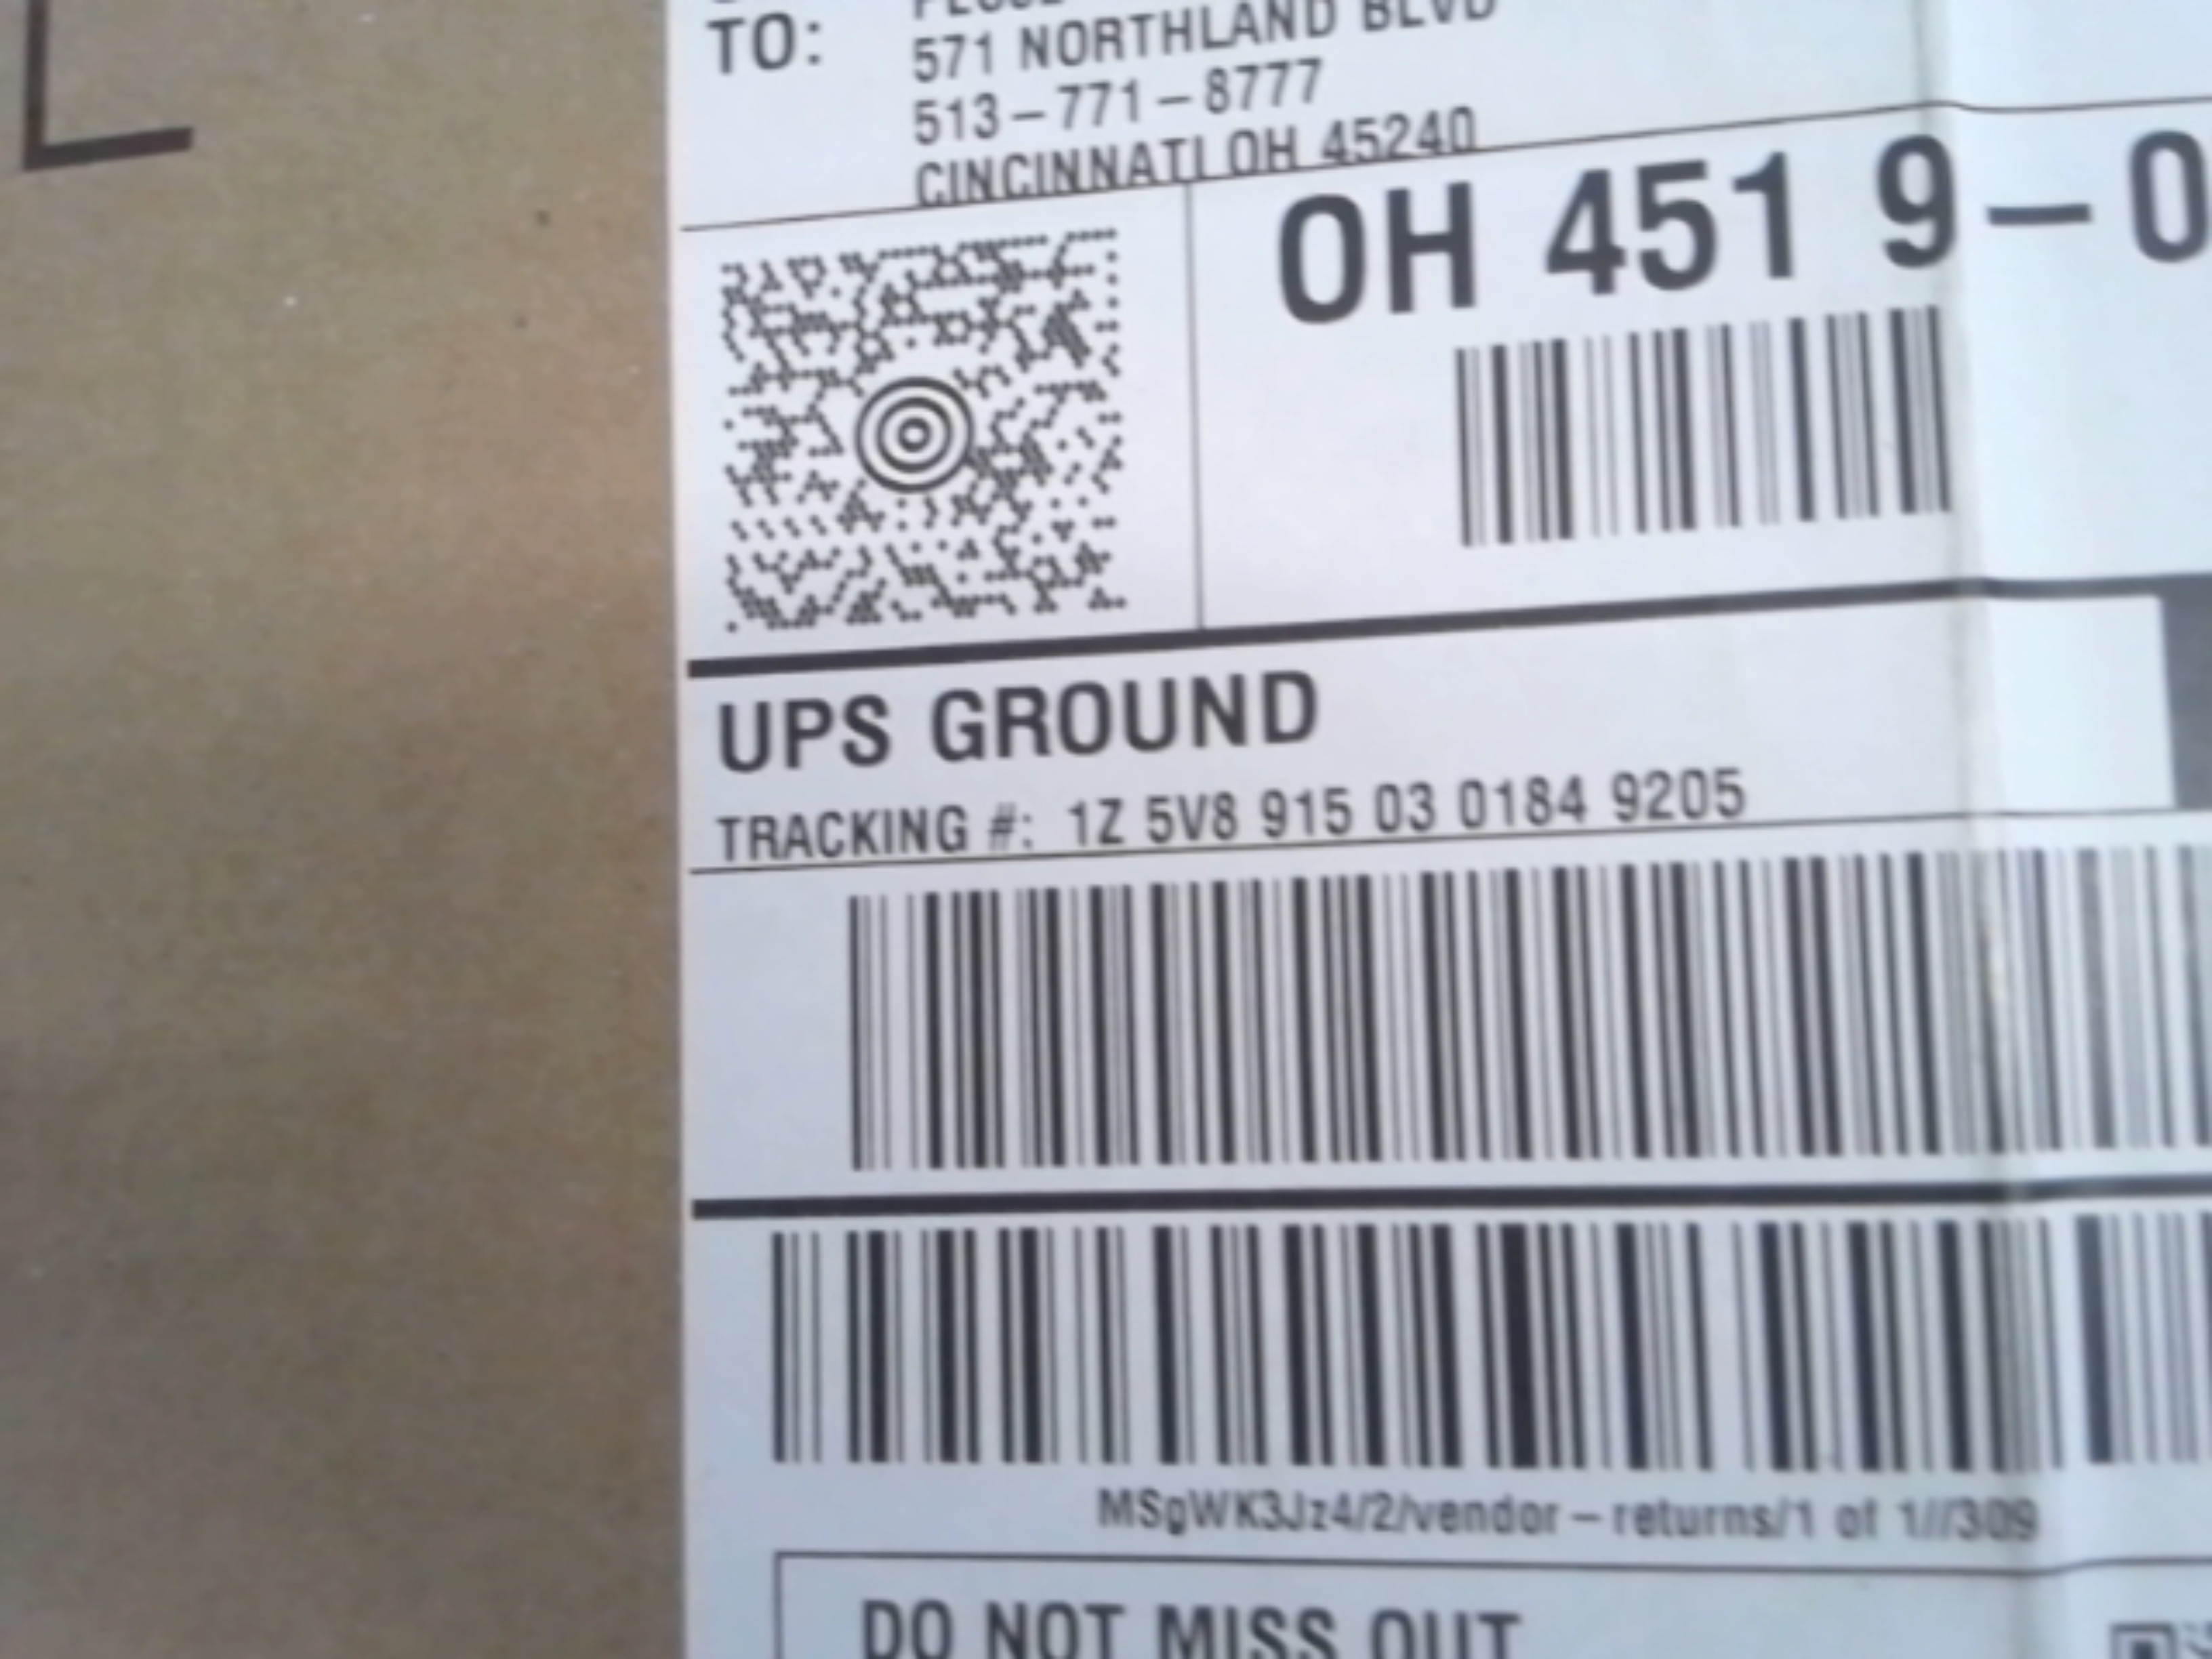 TO:
571 NORTHLAND BLVD
513-771-8777
CINCINNATI OH 45240
OH 451 9-0
UPS GROUND
TRACKING #: 1Z 5V8 915 03 0184 9205
MSgWK3Jz4/2/vendor-returns/1 of 1///309
DO NOT MISS OUT